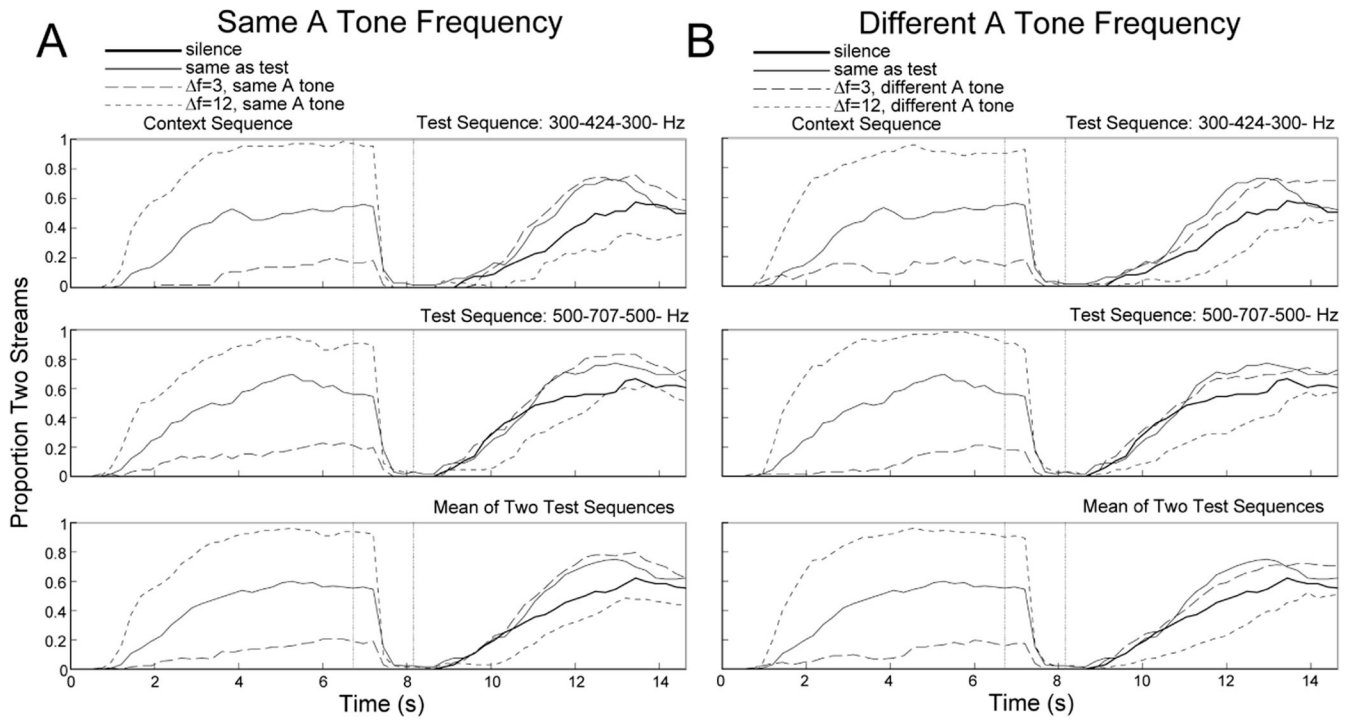 A
Same A Tone Frequency
silence
same as test
Δf=3, same A tone
Δf=12, same A tone
Context Sequence
Test Sequence: 300-424-300- Hz
1
0.8
0.6
0.4
0.2
0
Test Sequence: 500-707-500- Hz
1
0.8
0.6
0.4
0.2
0
Mean of Two Test Sequences
1
0.8
0.6
0.4
0.2
0
0 2 4 6 8 10 12 14
Time (s)
Proportion Two Streams
B
Different A Tone Frequency
silence
same as test
Δf=3, different A tone
Δf=12, different A tone
Context Sequence
Test Sequence: 300-424-300- Hz
Test Sequence: 500-707-500- Hz
Mean of Two Test Sequences
0 2 4 6 8 10 12 14
Time (s)